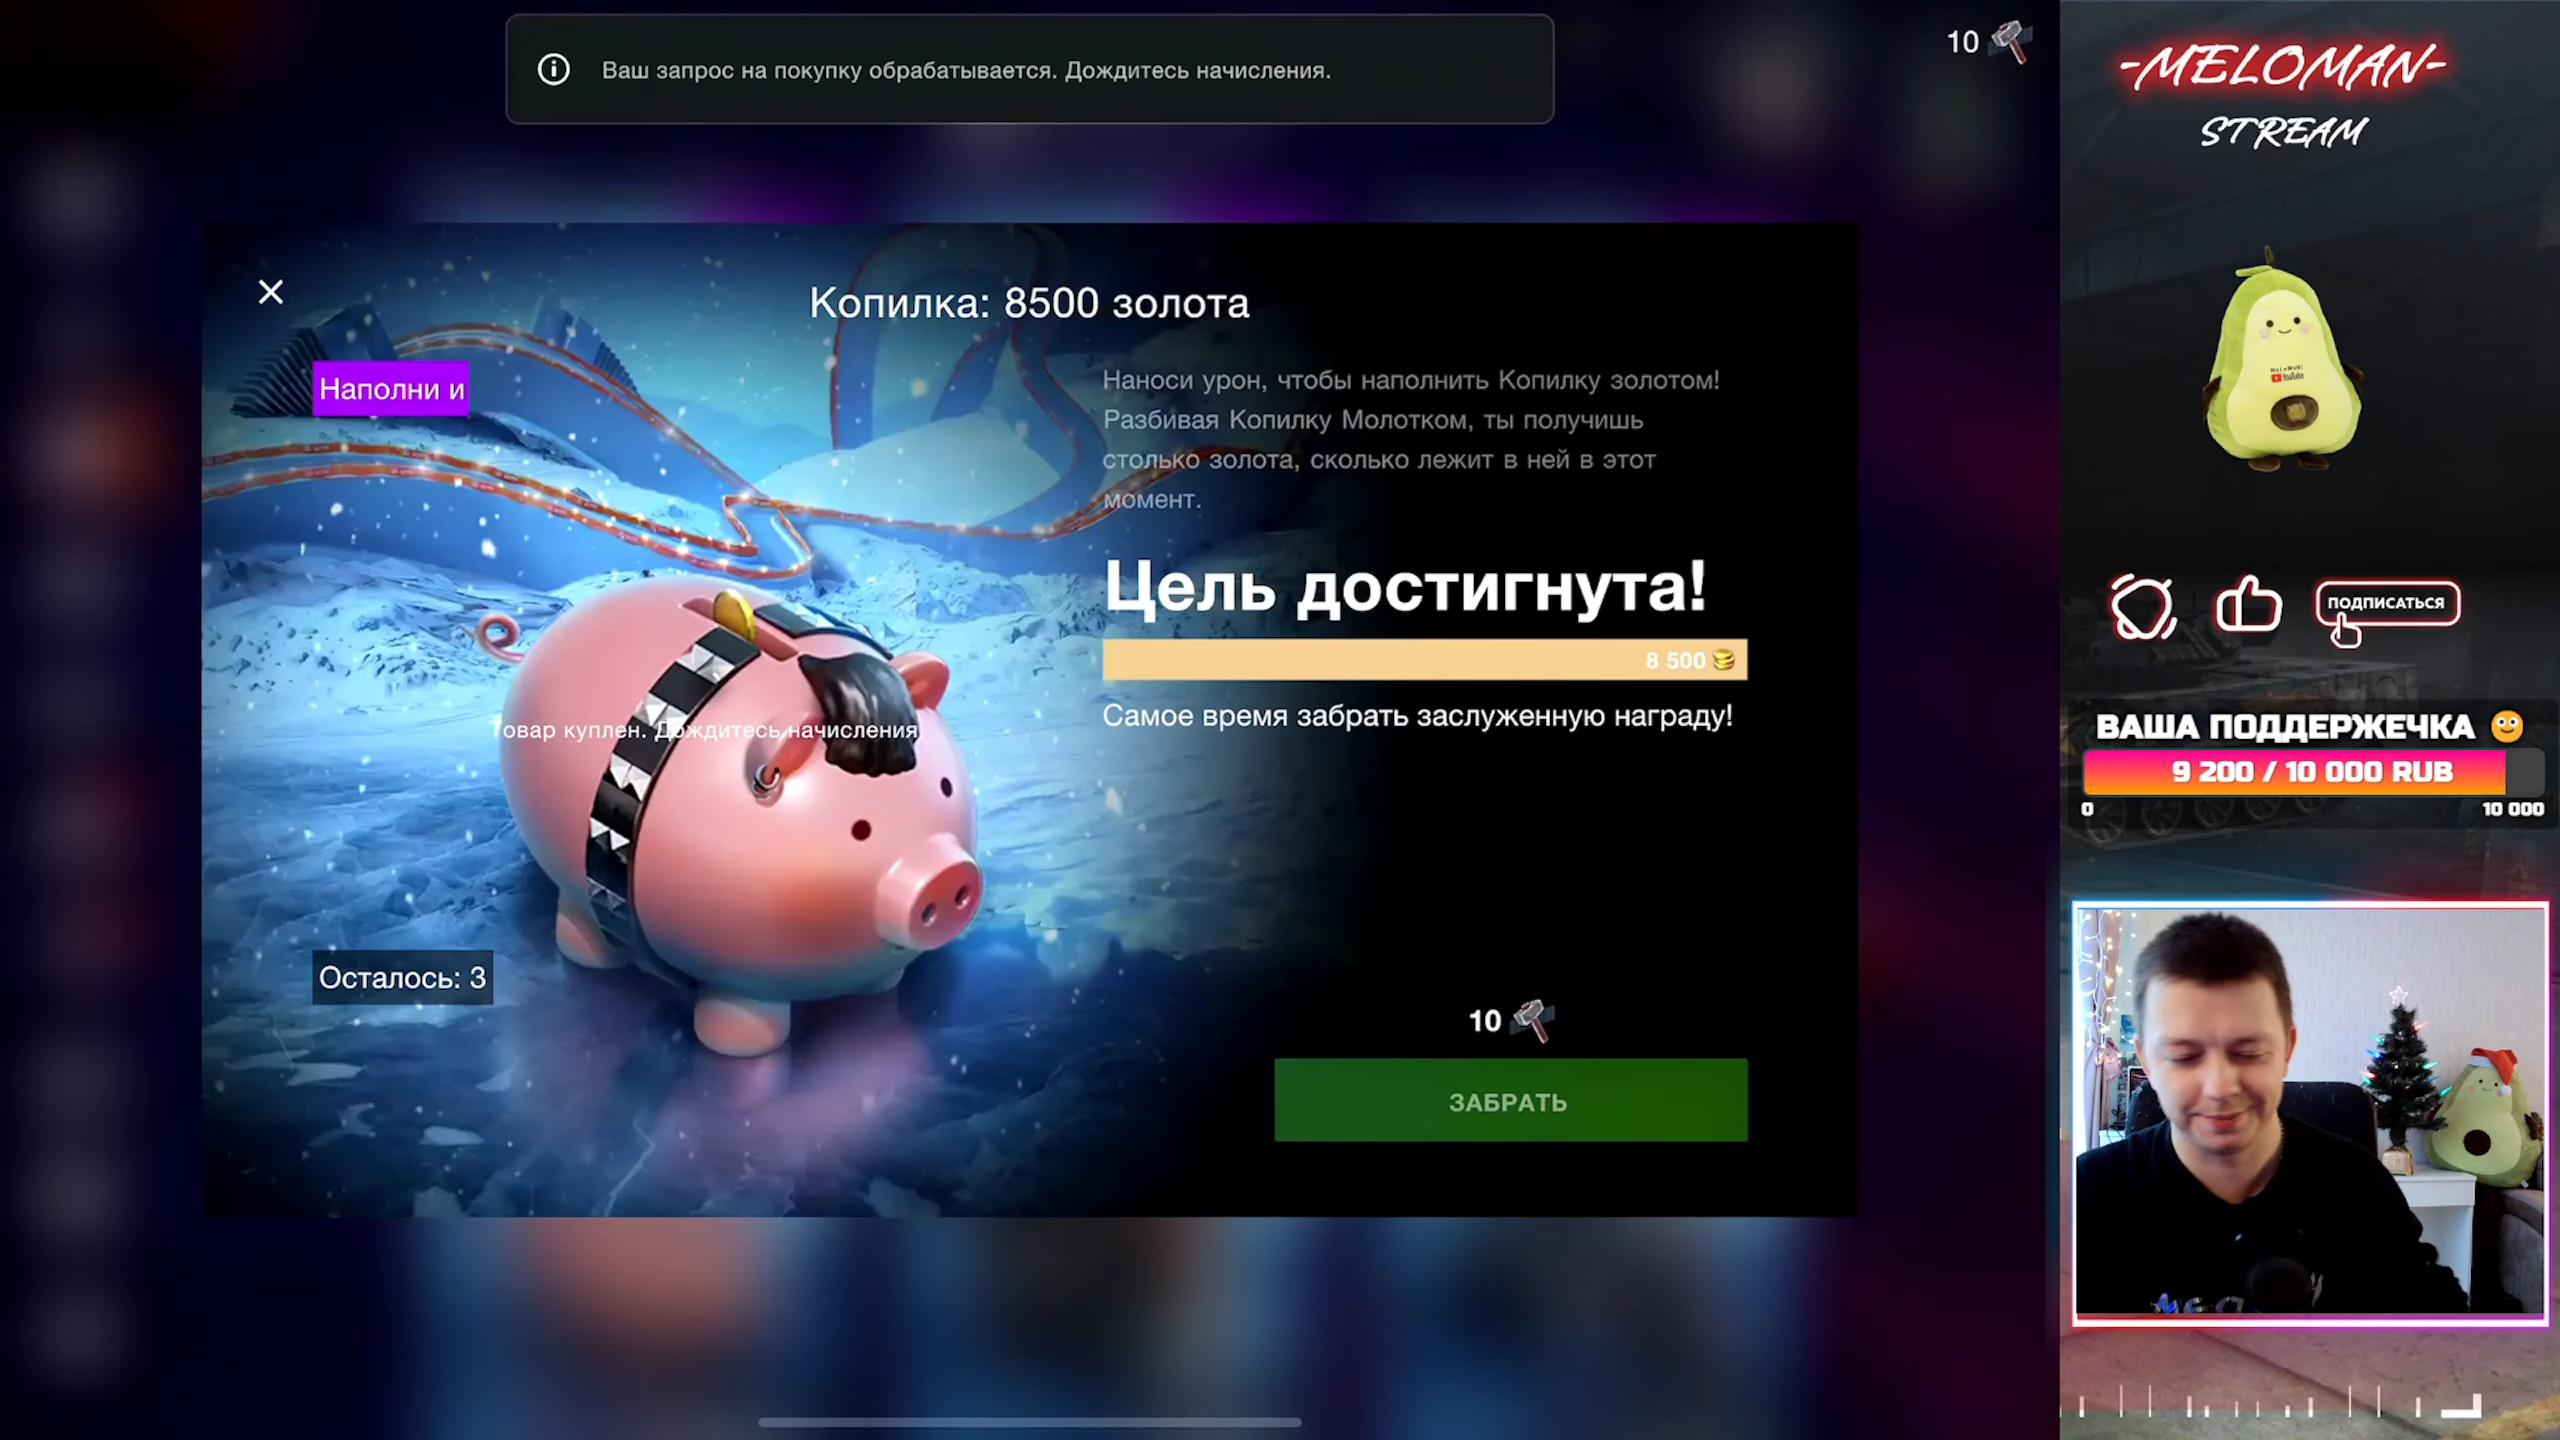 Ваш запрос на покупку обрабатывается. Дождитесь начисления.
10
Копилка: 8500 золота
Наполни и
Наноси урон, чтобы наполнить Копилку золотом!
Разбивая Копилку Молотком, ты получишь
столько золота, сколько лежит в ней в этот
момент.
Цель достигнута!
8 500
Самое время забрать заслуженную награду!
Товар куплен. Дождитесь начисления
Осталось: 3
10
ЗАБРАТЬ
-MELOMAN-
STREAM
YouTube
ПОДПИСАТЬСЯ
ВАША ПОДДЕРЖЕЧКА
9 200 / 10 000 RUB
0
10 000